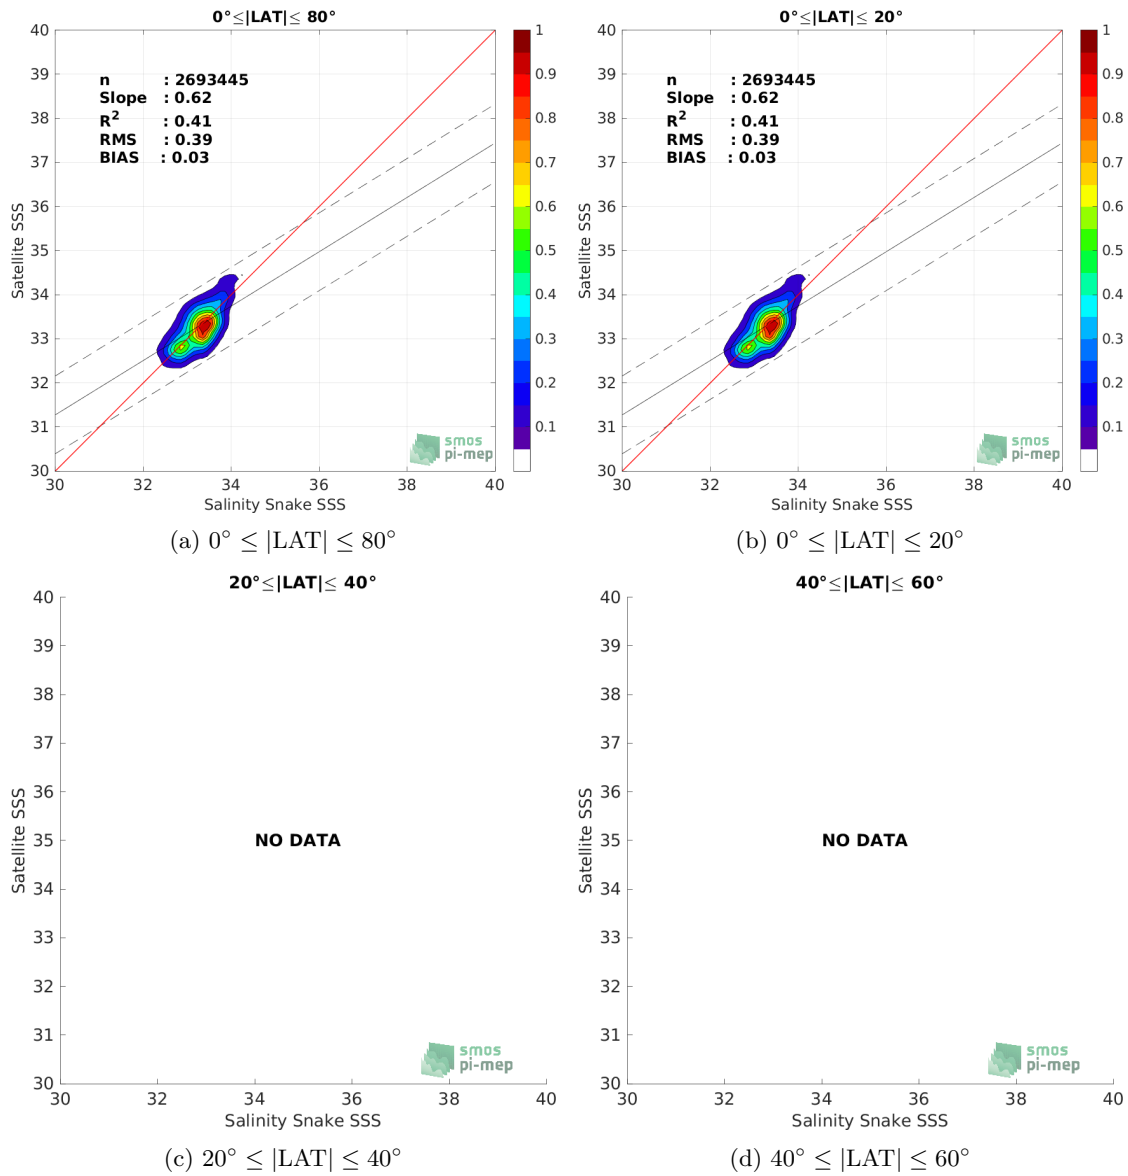 0°≤|LAT|≤ 80°
40
39
38
37
36
35
34
33
32
31
30
Satellite SSS
n : 2693445
Slope : 0.62
R² : 0.41
RMS : 0.39
BIAS : 0.03
smos
pi-mep
30 32 34 36 38 40
Salinity Snake SSS
1
0.9
0.8
0.7
0.6
0.5
0.4
0.3
0.2
0.1
(a) 0° ≤ |LAT| ≤ 80°
0°≤|LAT|≤ 20°
40
39
38
37
36
35
34
33
32
31
30
Satellite SSS
n : 2693445
Slope : 0.62
R² : 0.41
RMS : 0.39
BIAS : 0.03
smos
pi-mep
30 32 34 36 38 40
Salinity Snake SSS
1
0.9
0.8
0.7
0.6
0.5
0.4
0.3
0.2
0.1
(b) 0° ≤ |LAT| ≤ 20°
20°≤|LAT|≤ 40°
40
39
38
37
36
35
34
33
32
31
30
Satellite SSS
NO DATA
smos
pi-mep
30 32 34 36 38 40
Salinity Snake SSS
(c) 20° ≤ |LAT| ≤ 40°
40°≤|LAT|≤ 60°
40
39
38
37
36
35
34
33
32
31
30
Satellite SSS
NO DATA
smos
pi-mep
30 32 34 36 38 40
Salinity Snake SSS
(d) 40° ≤ |LAT| ≤ 60°